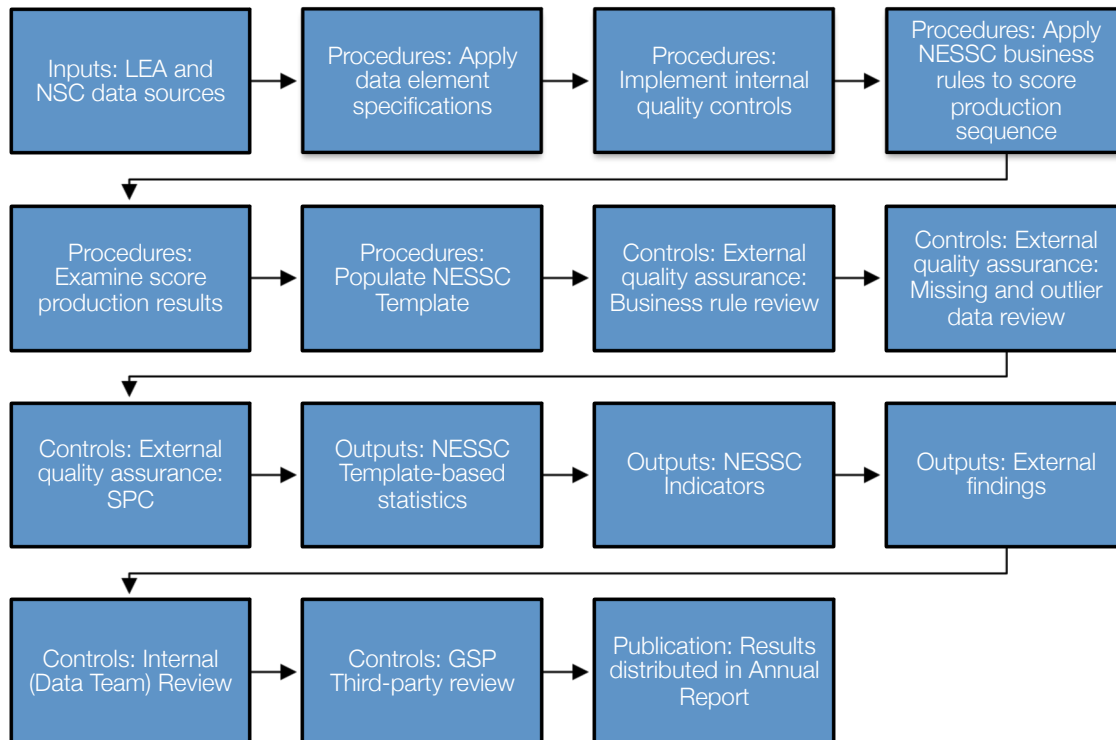 Inputs: LEA and
NSC data sources
Procedures: Apply
data element
specifications
Procedures:
Implement internal
quality controls
Procedures: Apply
NESSC business
rules to score
production
sequence
Procedures:
Examine score
production results
Procedures:
Populate NESSC
Template
Controls: External
quality assurance:
Business rule review
Controls: External
quality assurance:
Missing and outlier
data review
Controls: External
quality assurance:
SPC
Outputs: NESSC
Template-based
statistics
Outputs: NESSC
Indicators
Outputs: External
findings
Controls: Internal
(Data Team) Review
Controls: GSP
Third-party review
Publication: Results
distributed in Annual
Report